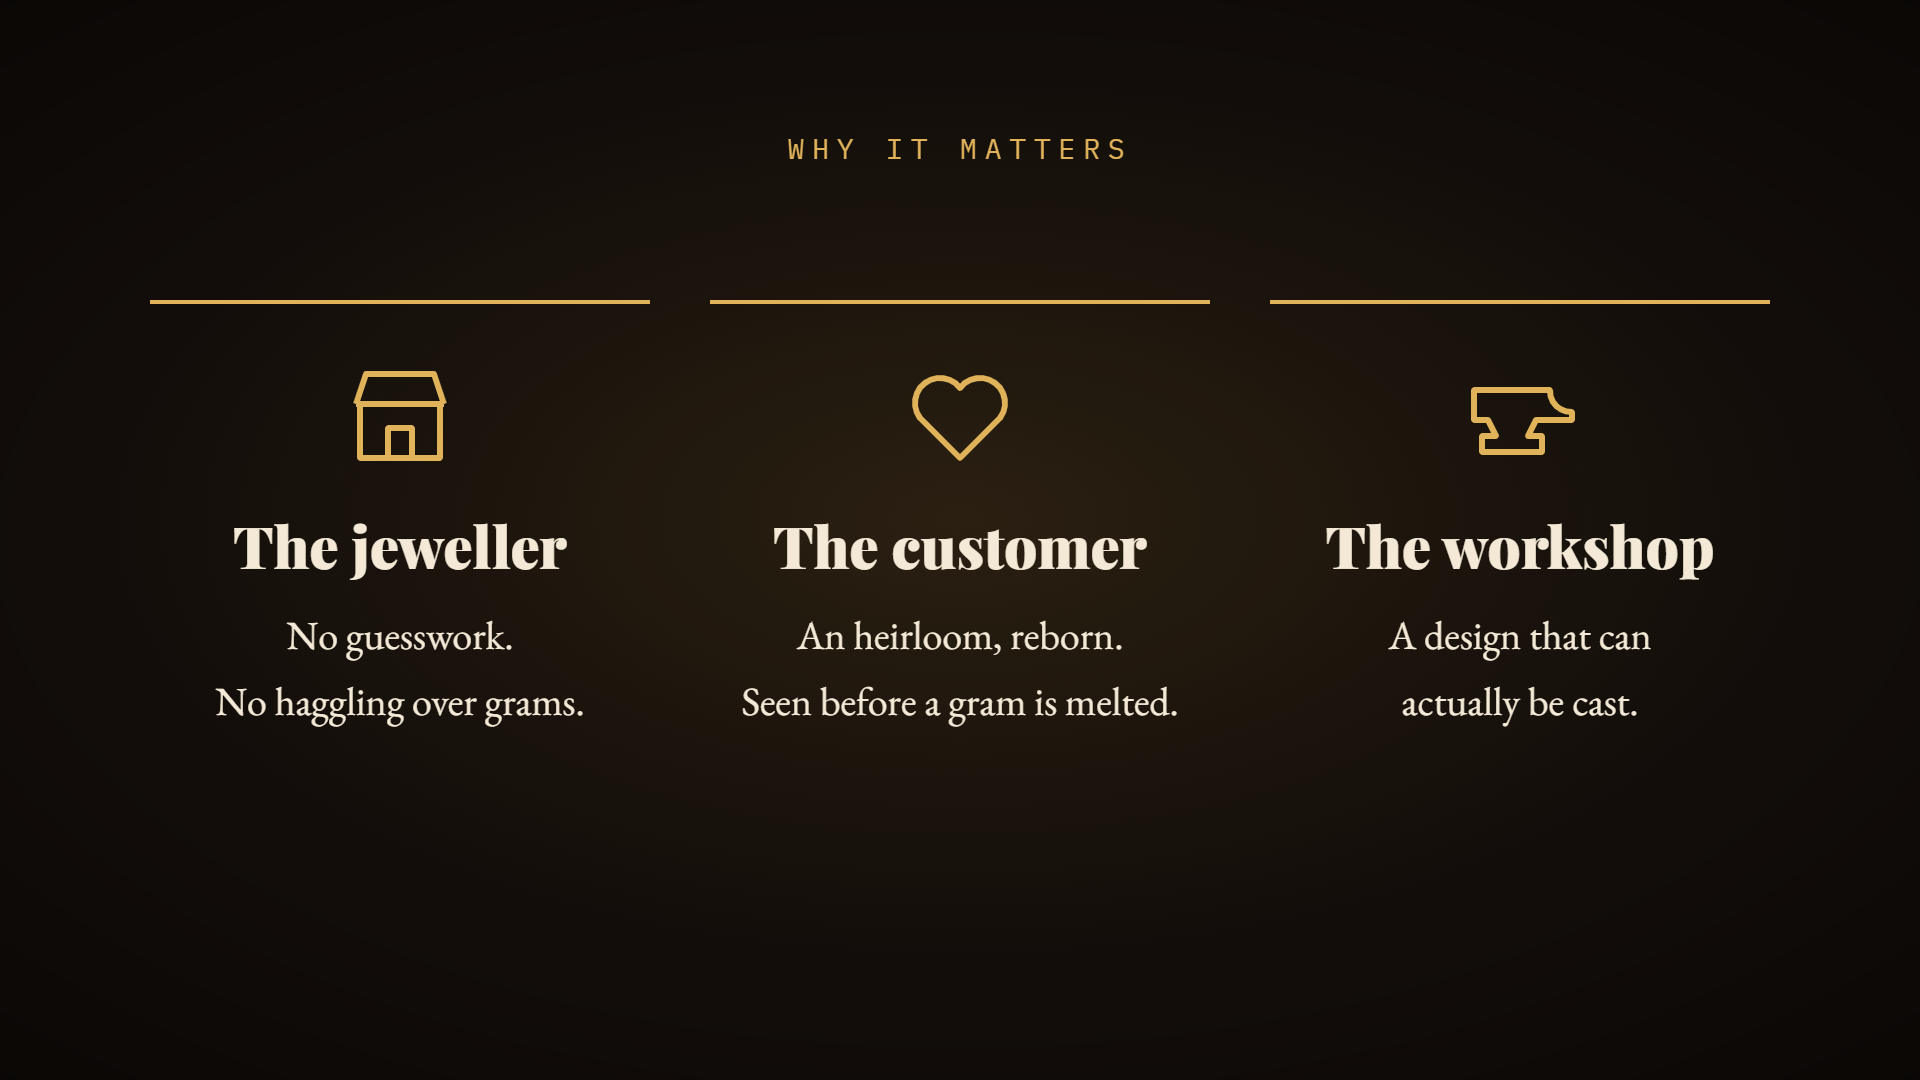 WHY IT MATTERS
The jeweller
No guesswork.
No haggling over grams.
The customer
An heirloom, reborn.
Seen before a gram is melted.
The workshop
A design that can
actually be cast.